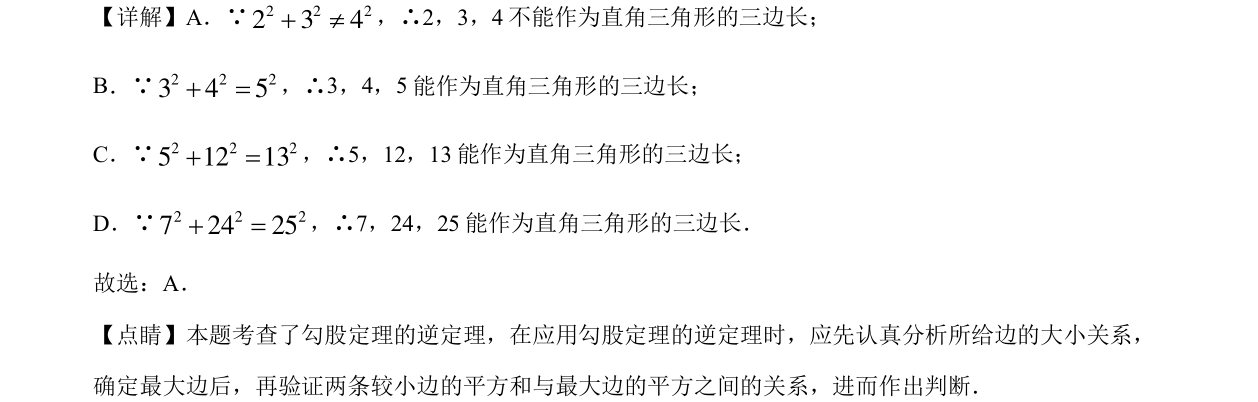 【详解】A．∵2²+3²≠4²，∴2，3，4不能作为直角三角形的三边长；
B．∵3²+4²=5²，∴3，4，5能作为直角三角形的三边长；
C．∵5²+12²=13²，∴5，12，13能作为直角三角形的三边长；
D．∵7²+24²=25²，∴7，24，25能作为直角三角形的三边长．
故选：A．
【点睛】本题考查了勾股定理的逆定理，在应用勾股定理的逆定理时，应先认真分析所给边的大小关系，
确定最大边后，再验证两条较小边的平方和与最大边的平方之间的关系，进而作出判断．